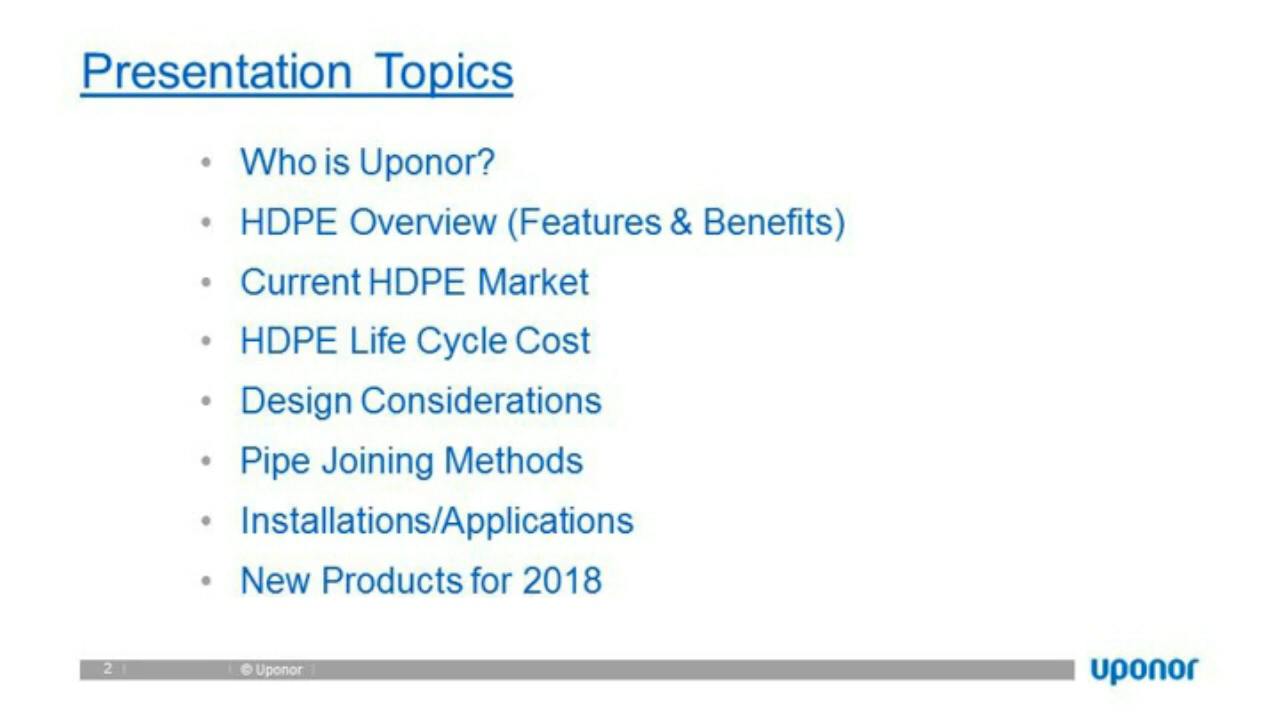 Presentation Topics
• Who is Uponor?
• HDPE Overview (Features & Benefits)
• Current HDPE Market
• HDPE Life Cycle Cost
• Design Considerations
• Pipe Joining Methods
• Installations/Applications
• New Products for 2018
2 © Uponor
uponor